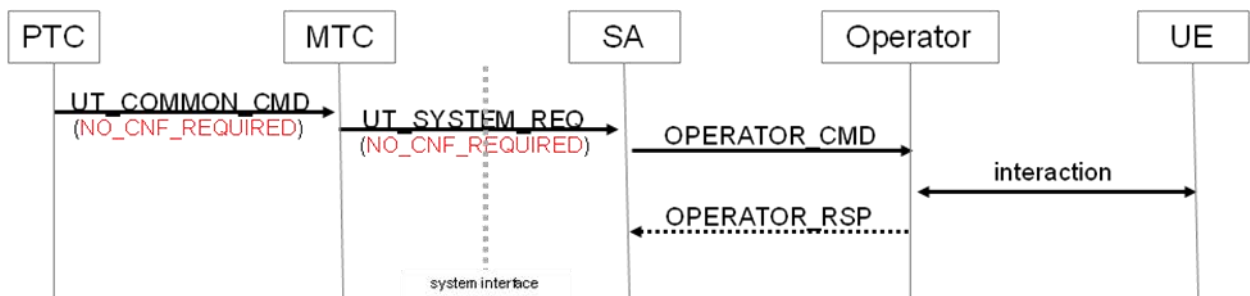 PTC MTC SA Operator UE
UT_COMMON_CMD
(NO_CNF_REQUIRED)
UT_SYSTEM_REQ
(NO_CNF_REQUIRED)
OPERATOR_CMD
interaction
OPERATOR_RSP
system interface